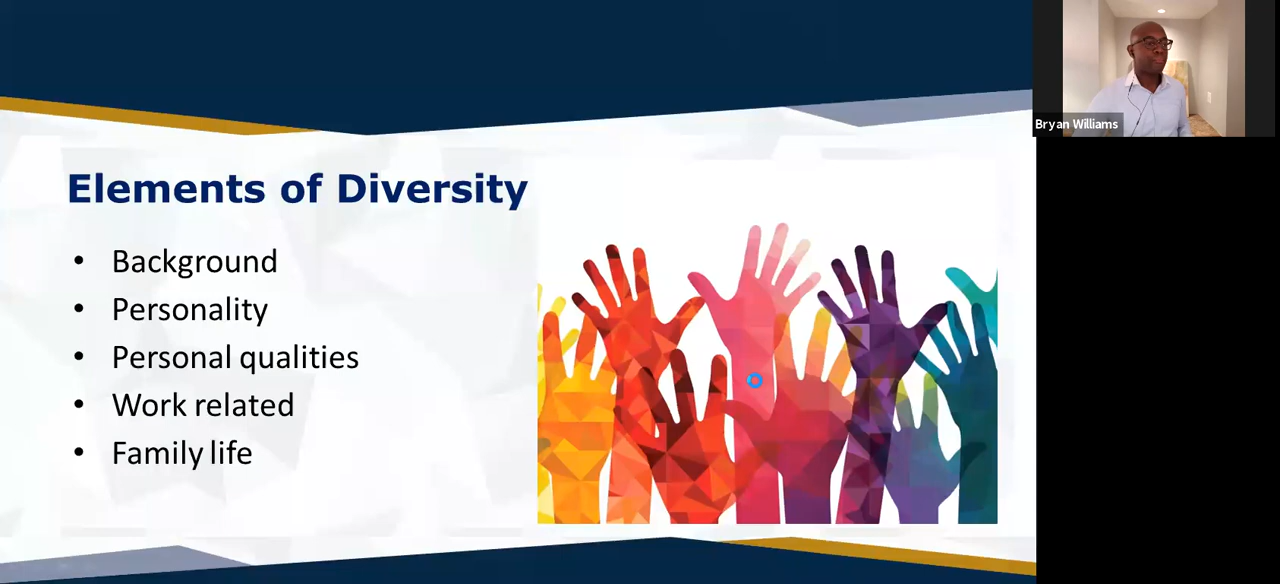 Elements of Diversity
• Background
• Personality
• Personal qualities
• Work related
• Family life
Bryan Williams